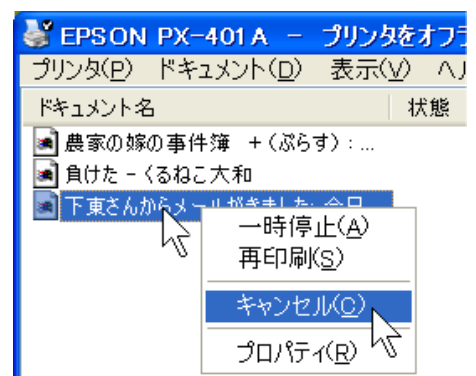 EPSON PX-401A － プリンタをオフ
プリンタ(P) ドキュメント(D) 表示(V) ヘル
ドキュメント名 状態
農家の嫁の事件簿 +(ぷらす):...
負けた - くるねこ大和
下東さんからメールがきました: 今日
一時停止(A)
再印刷(S)
キャンセル(C)
プロパティ(R)